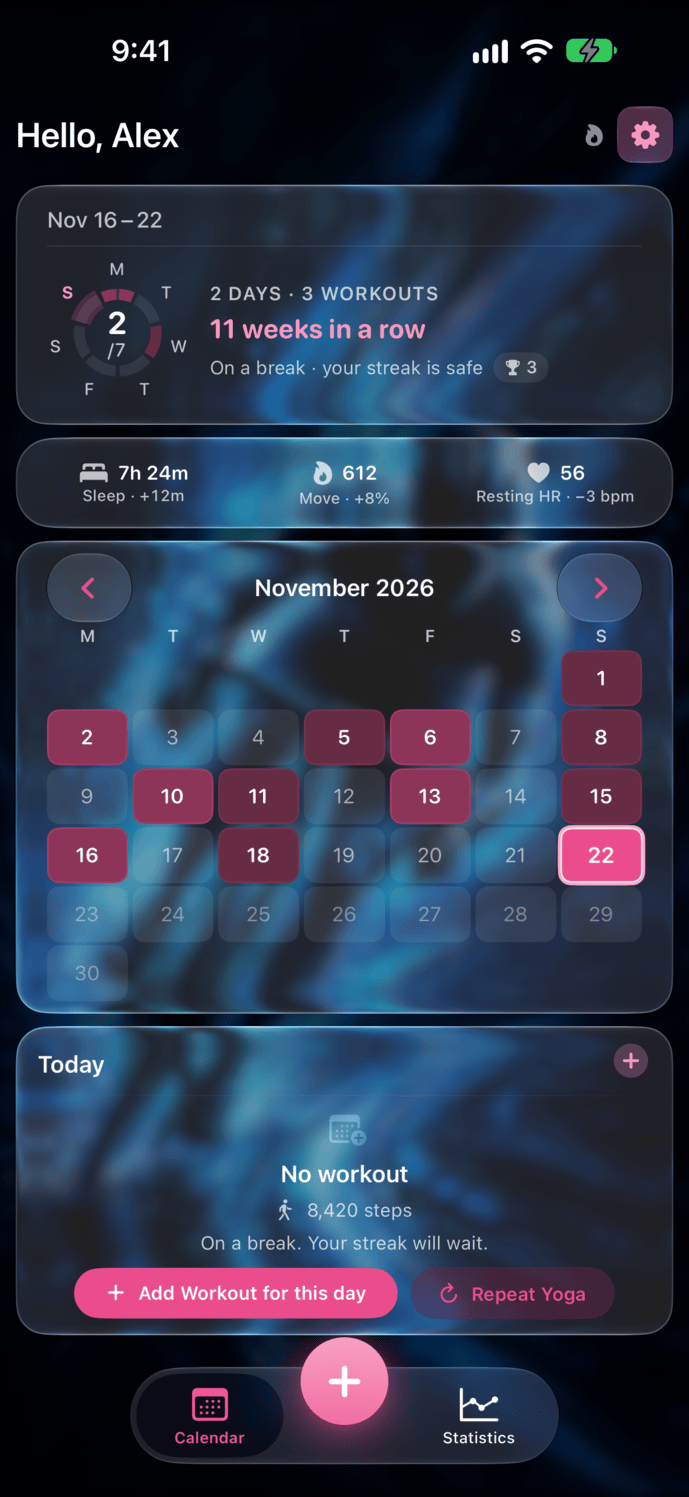 9:41
Hello, Alex
Nov 16 – 22
M
T
W
T
F
S
S
2
/7
2 DAYS · 3 WORKOUTS
11 weeks in a row
On a break · your streak is safe 3
7h 24m
Sleep · +12m
612
Move · +8%
56
Resting HR · −3 bpm
November 2026
M T W T F S S
1
2 3 4 5 6 7 8
9 10 11 12 13 14 15
16 17 18 19 20 21 22
23 24 25 26 27 28 29
30
Today
No workout
8,420 steps
On a break. Your streak will wait.
+ Add Workout for this day
Repeat Yoga
Calendar
Statistics